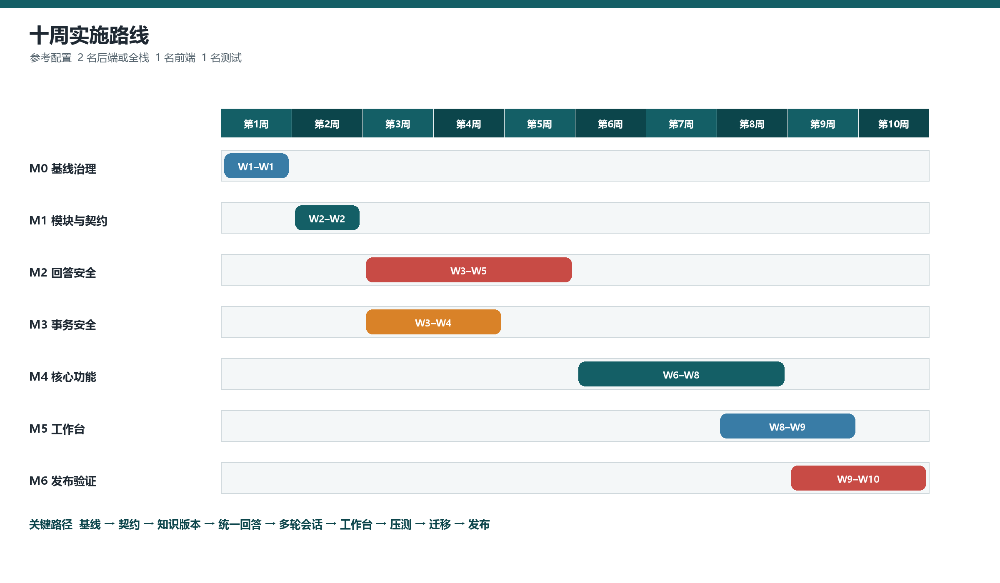 十周实施路线
参考配置 2 名后端或全栈 1 名前端 1 名测试
第1周 第2周 第3周 第4周 第5周 第6周 第7周 第8周 第9周 第10周
M0 基线治理 W1–W1
M1 模块与契约 W2–W2
M2 回答安全 W3–W5
M3 事务安全 W3–W4
M4 核心功能 W6–W8
M5 工作台 W8–W9
M6 发布验证 W9–W10
关键路径 基线 → 契约 → 知识版本 → 统一回答 → 多轮会话 → 工作台 → 压测 → 迁移 → 发布